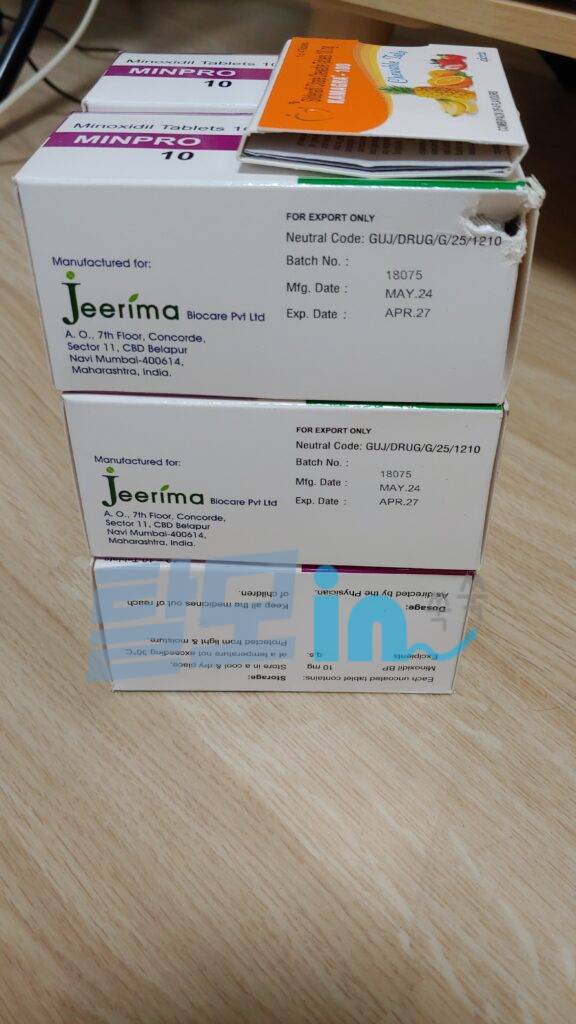 Minoxidil Tablets 10
MINPRO
10
Minoxidil Tablets 10
MINPRO
10
KAMAGRA - 100
Chewable Tab
FOR EXPORT ONLY
Neutral Code: GUJ/DRUG/G/25/1210
Batch No. :
18075
Mfg. Date :
MAY.24
Exp. Date :
APR.27
Manufactured for:
Jeerima Biocare Pvt Ltd
A. O., 7th Floor, Concorde,
Sector 11, CBD Belapur
Navi Mumbai-400614,
Maharashtra, India.
FOR EXPORT ONLY
Neutral Code: GUJ/DRUG/G/25/1210
Batch No. :
18075
Mfg. Date :
MAY.24
Exp. Date :
APR.27
Manufactured for:
Jeerima Biocare Pvt Ltd
A. O., 7th Floor, Concorde,
Sector 11, CBD Belapur
Navi Mumbai-400614,
Maharashtra, India.
Each uncoated tablet contains:
Minoxidil BP 10 mg
Excipients q.s.
Dosage:
As directed by the Physician.
Storage:
Store in a cool & dry place,
at a temperature not exceeding 30°C.
Protected from light & moisture.
Keep all the medicines out of reach
of children.
in